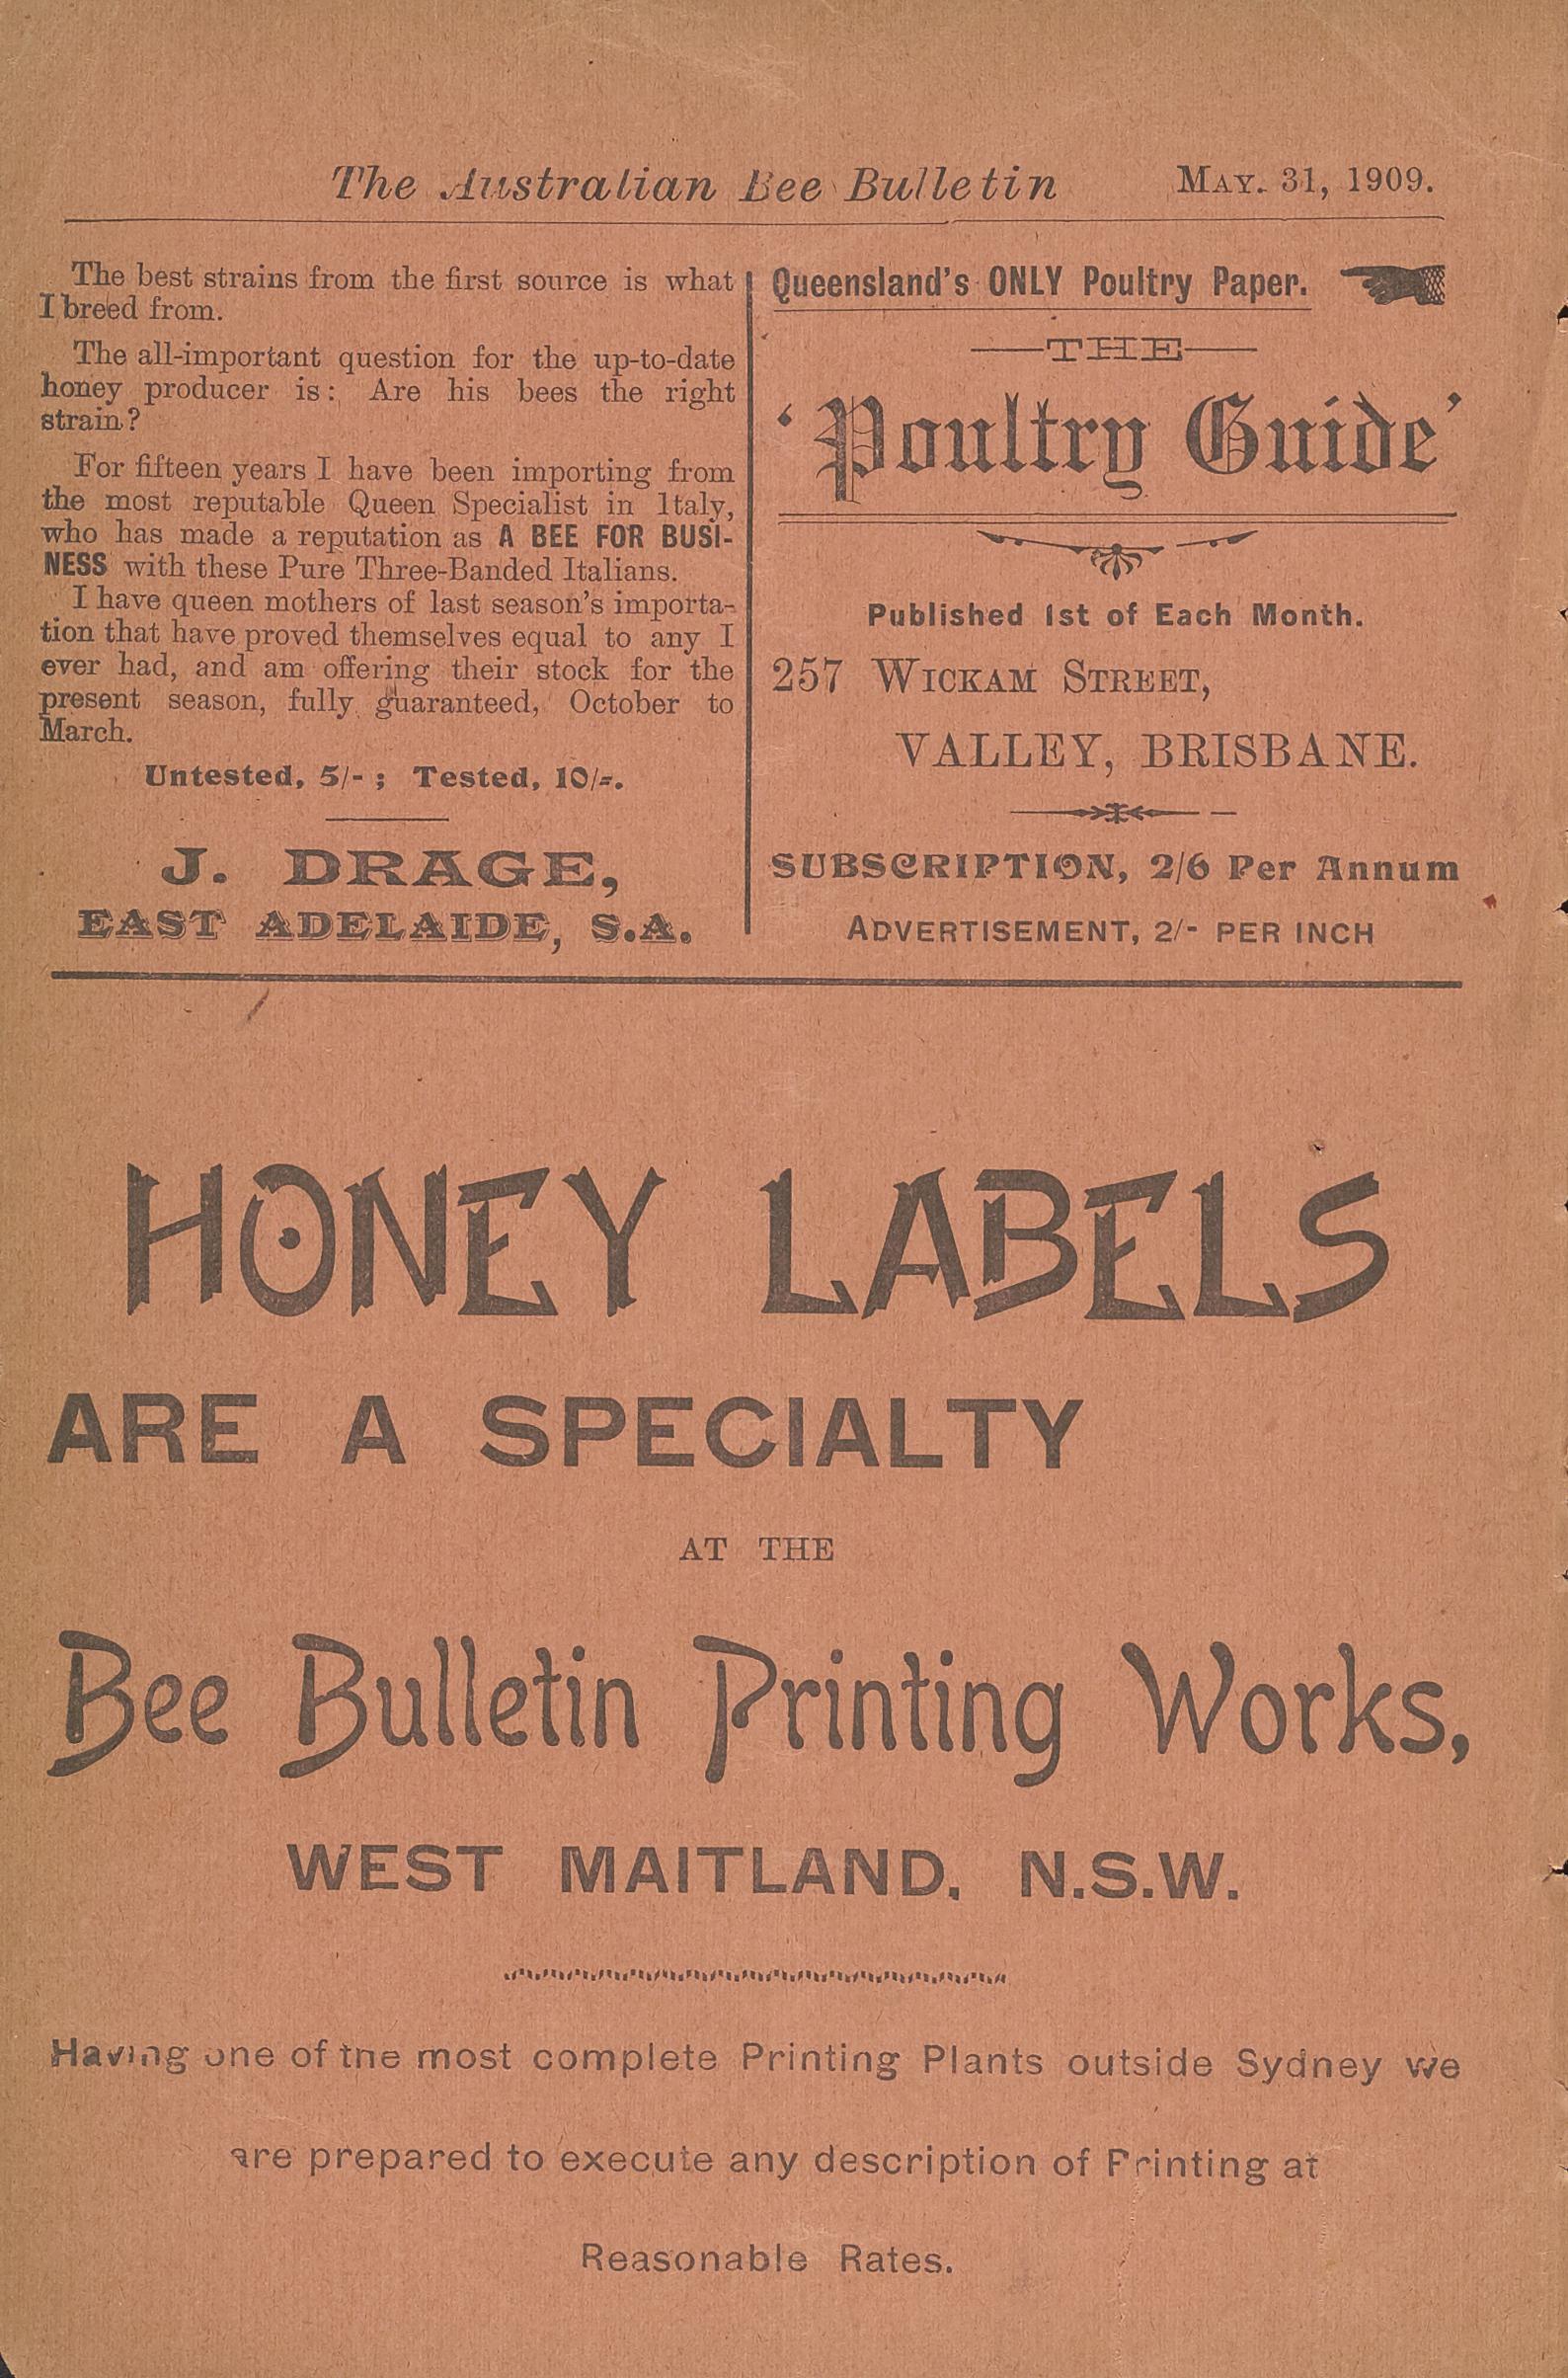 The Australian Bee Bulletin MAY. 31, 1909.
The best strains from the first source is what
I breed from.
The all-important question for the up-to-date
honey producer is: Are his bees the right
strain?
For fifteen years I have been importing from
the most reputable Queen Specialist in Italy,
who has made a reputation as A BEE FOR BUSI-
NESS with these Pure Three-Banded Italians.
I have queen mothers of last season's importa-
tion that have proved themselves equal to any I
ever had, and am offering their stock for the
present season, fully guaranteed, October to
March.
Untested, 5/- ; Tested, 10/-.
J. DRAGE,
EAST ADELAIDE, S.A.
Queensland's ONLY Poultry Paper.
THE
'Poultry Guide'
Published 1st of Each Month.
257 WICKAM STREET,
VALLEY, BRISBANE.
SUBSCRIPTION, 2/6 Per Annum
ADVERTISEMENT, 2/- PER INCH
HONEY LABELS
ARE A SPECIALTY
AT THE
Bee Bulletin Printing Works,
WEST MAITLAND, N.S.W.
Having one of the most complete Printing Plants outside Sydney we
are prepared to execute any description of Printing at
Reasonable Rates.